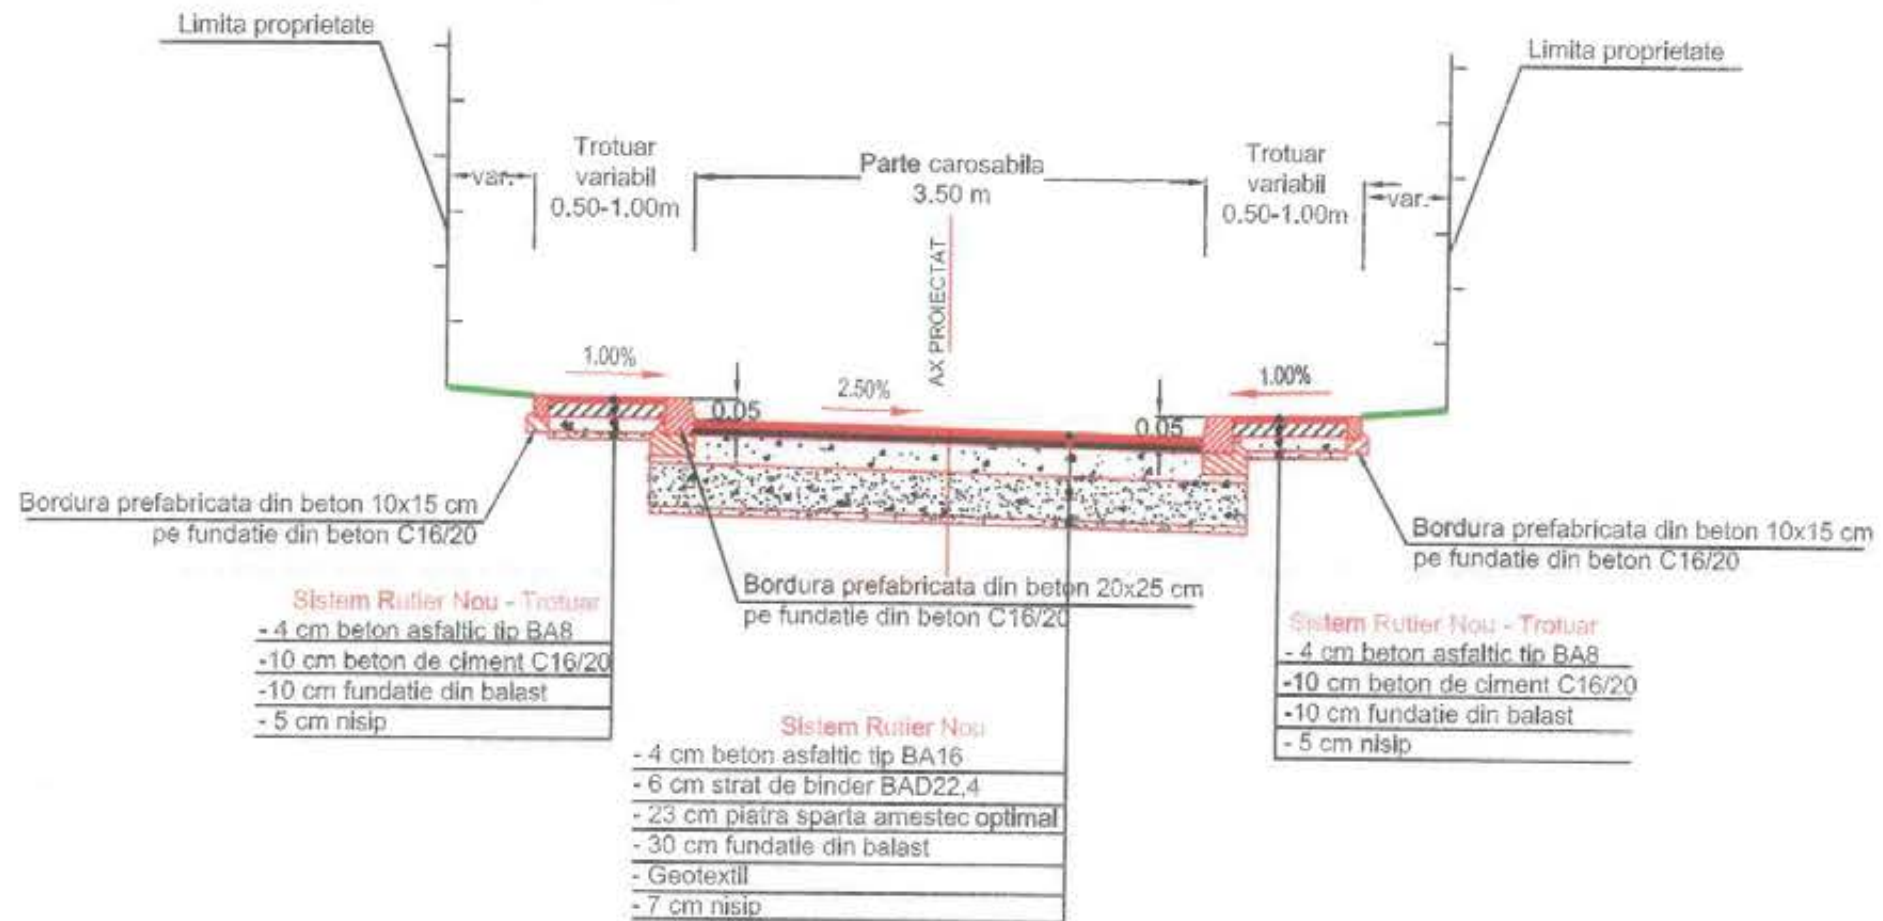 Limita proprietate
Limita proprietate
var.
Trotuar
variabil
0.50-1.00m
Parte carosabila
3.50 m
Trotuar
variabil
0.50-1.00m
var.
AX PROIECTAT
1.00%
0.05
2.50%
0.05
1.00%
Bordura prefabricata din beton 10x15 cm
pe fundatie din beton C16/20
Bordura prefabricata din beton 20x25 cm
pe fundatie din beton C16/20
Bordura prefabricata din beton 10x15 cm
pe fundatie din beton C16/20
Sistem Rutier Nou - Trotuar
- 4 cm beton asfaltic tip BA8
-10 cm beton de ciment C16/20
-10 cm fundatie din balast
- 5 cm nisip
Sistem Rutier Nou
- 4 cm beton asfaltic tip BA16
- 6 cm strat de binder BAD22,4
- 23 cm piatra sparta amestec optimal
- 30 cm fundatie din balast
- Geotextil
- 7 cm nisip
Sistem Rutier Nou - Trotuar
- 4 cm beton asfaltic tip BA8
-10 cm beton de ciment C16/20
-10 cm fundatie din balast
- 5 cm nisip